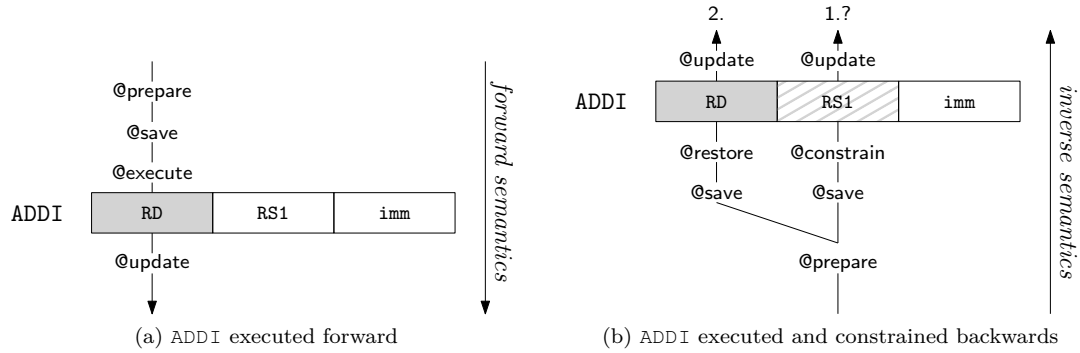 @prepare
@save
@execute
ADDI RD RS1 imm
@update
forward semantics
(a) ADDI executed forward
2. 1.?
@update @update
ADDI RD RS1 imm
@restore @constrain
@save @save
@prepare
inverse semantics
(b) ADDI executed and constrained backwards